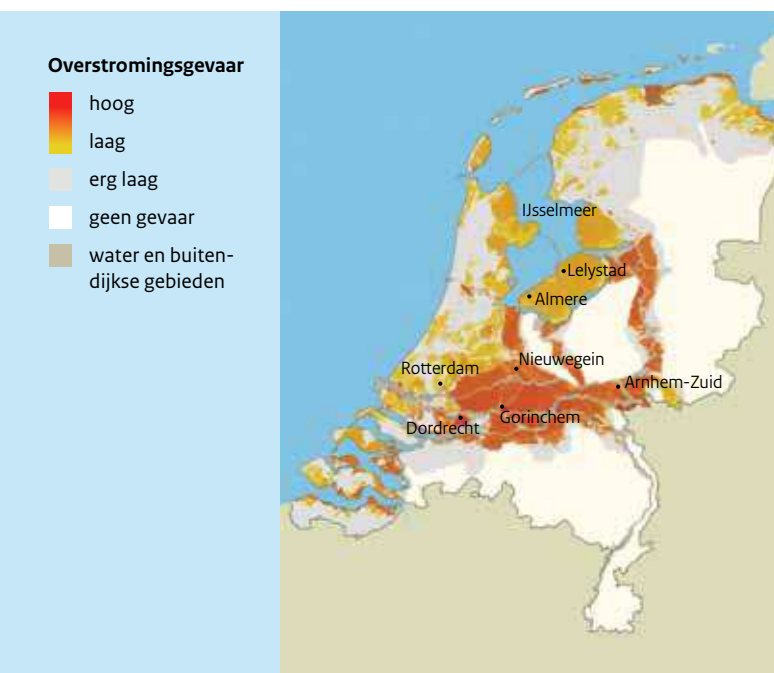 Overstromingsgevaar
hoog
laag
erg laag
geen gevaar
water en buiten-
dijkse gebieden
IJsselmeer
Lelystad
Almere
Nieuwegein
Rotterdam
Arnhem-Zuid
Gorinchem
Dordrecht